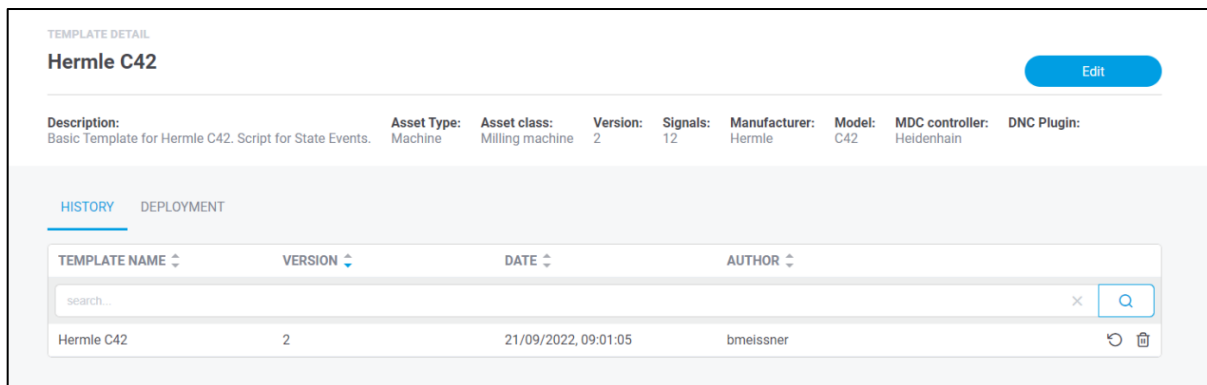 TEMPLATE DETAIL
Hermle C42
Edit
Description: Asset Type: Asset class: Version: Signals: Manufacturer: Model: MDC controller: DNC Plugin:
Basic Template for Hermle C42. Script for State Events. Machine Milling machine 2 12 Hermle C42 Heidenhain
HISTORY DEPLOYMENT
TEMPLATE NAME VERSION DATE AUTHOR
search...
Hermle C42 2 21/09/2022, 09:01:05 bmeissner